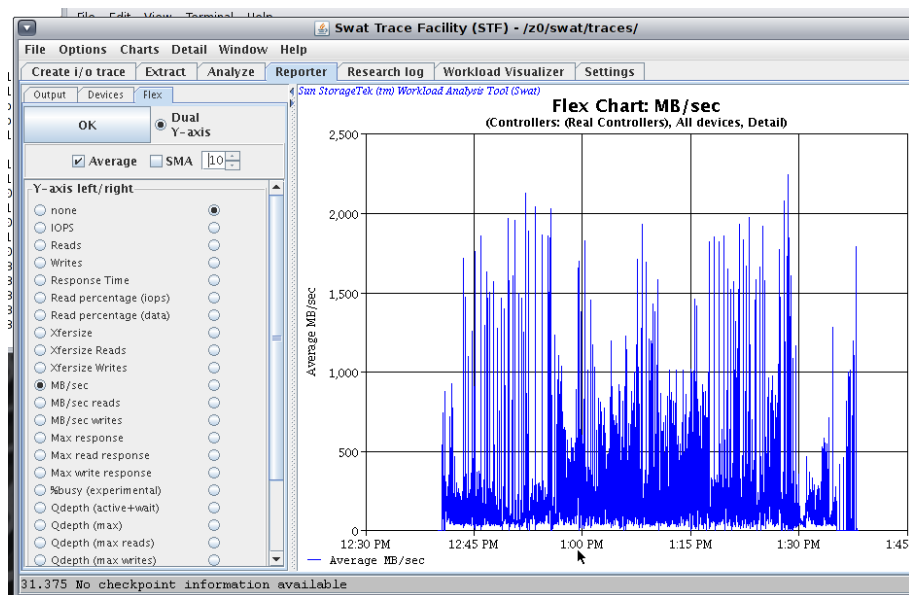 File Edit View Terminal Help
Swat Trace Facility (STF) - /z0/swat/traces/
File Options Charts Detail Window Help
Create i/o trace Extract Analyze Reporter Research log Workload Visualizer Settings
Output Devices Flex
OK
Dual
Y-axis
Average SMA 10
Y-axis left/right
none
IOPS
Reads
Writes
Response Time
Read percentage (iops)
Read percentage (data)
Xfersize
Xfersize Reads
Xfersize Writes
MB/sec
MB/sec reads
MB/sec writes
Max response
Max read response
Max write response
%busy (experimental)
Qdepth (active+wait)
Qdepth (max)
Qdepth (max reads)
Qdepth (max writes)
Sun StorageTek (tm) Workload Analysis Tool (Swat)
Flex Chart: MB/sec
(Controllers: (Real Controllers), All devices, Detail)
2,500
2,000
1,500
1,000
500
0
Average MB/sec
12:30 PM 12:45 PM 1:00 PM 1:15 PM 1:30 PM 1:45
Average MB/sec
31.375 No checkpoint information available